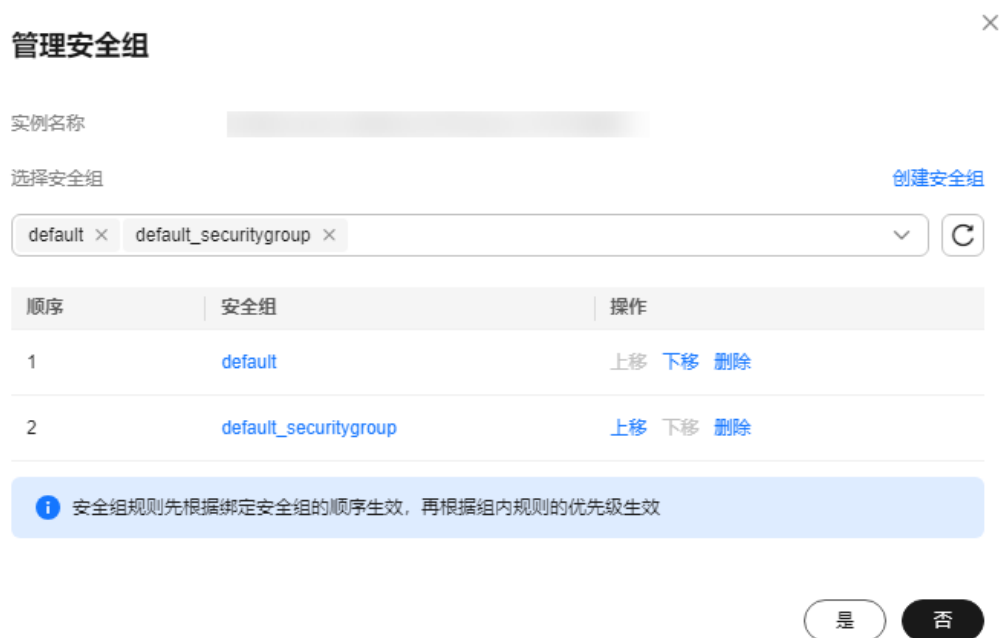 管理安全组
实例名称
选择安全组 创建安全组
default default_securitygroup
顺序 安全组 操作
1 default 上移 下移 删除
2 default_securitygroup 上移 下移 删除
安全组规则先根据绑定安全组的顺序生效，再根据组内规则的优先级生效
是 否